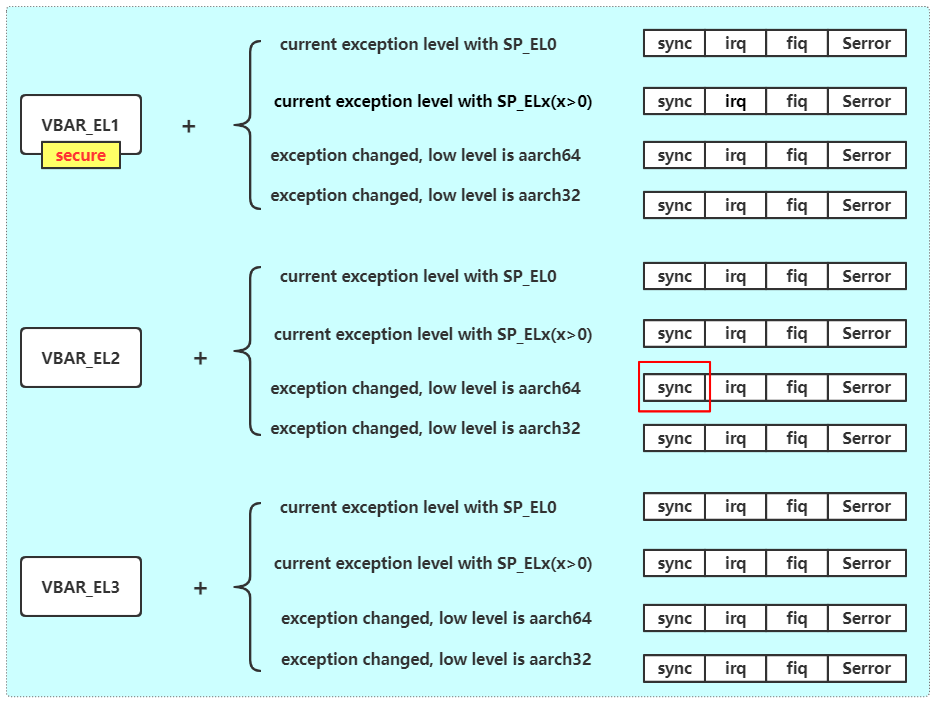 current exception level with SP_EL0 sync irq fiq Serror
current exception level with SP_ELx(x>0) sync irq fiq Serror
VBAR_EL1 +
secure
exception changed, low level is aarch64 sync irq fiq Serror
exception changed, low level is aarch32 sync irq fiq Serror
current exception level with SP_EL0 sync irq fiq Serror
current exception level with SP_ELx(x>0) sync irq fiq Serror
VBAR_EL2 +
exception changed, low level is aarch64 sync irq fiq Serror
exception changed, low level is aarch32 sync irq fiq Serror
current exception level with SP_EL0 sync irq fiq Serror
current exception level with SP_ELx(x>0) sync irq fiq Serror
VBAR_EL3 +
exception changed, low level is aarch64 sync irq fiq Serror
exception changed, low level is aarch32 sync irq fiq Serror